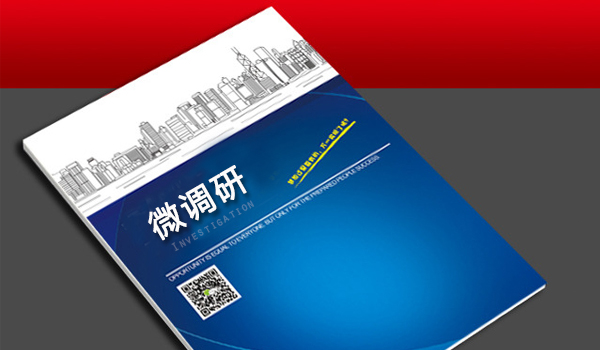 微调研
INVESTIGATION
OPPORTUNITY IS EQUAL TO EVERYONE, BUT ONLY FOR THE PREPARED PEOPLE SUCCESS.